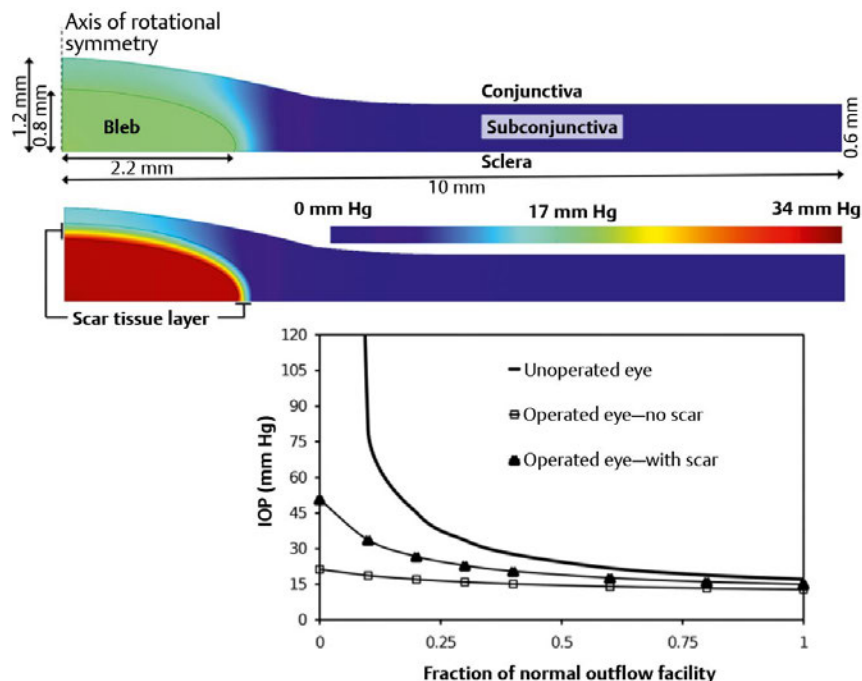 Axis of rotational
symmetry
1.2 mm
0.8 mm
Bleb
Conjunctiva
Subconjunctiva
Sclera
0.6 mm
2.2 mm
10 mm
0 mm Hg 17 mm Hg 34 mm Hg
Scar tissue layer
120
105
90
75
60
45
30
15
0
IOP (mm Hg)
Unoperated eye
Operated eye—no scar
Operated eye—with scar
0 0.25 0.5 0.75 1
Fraction of normal outflow facility